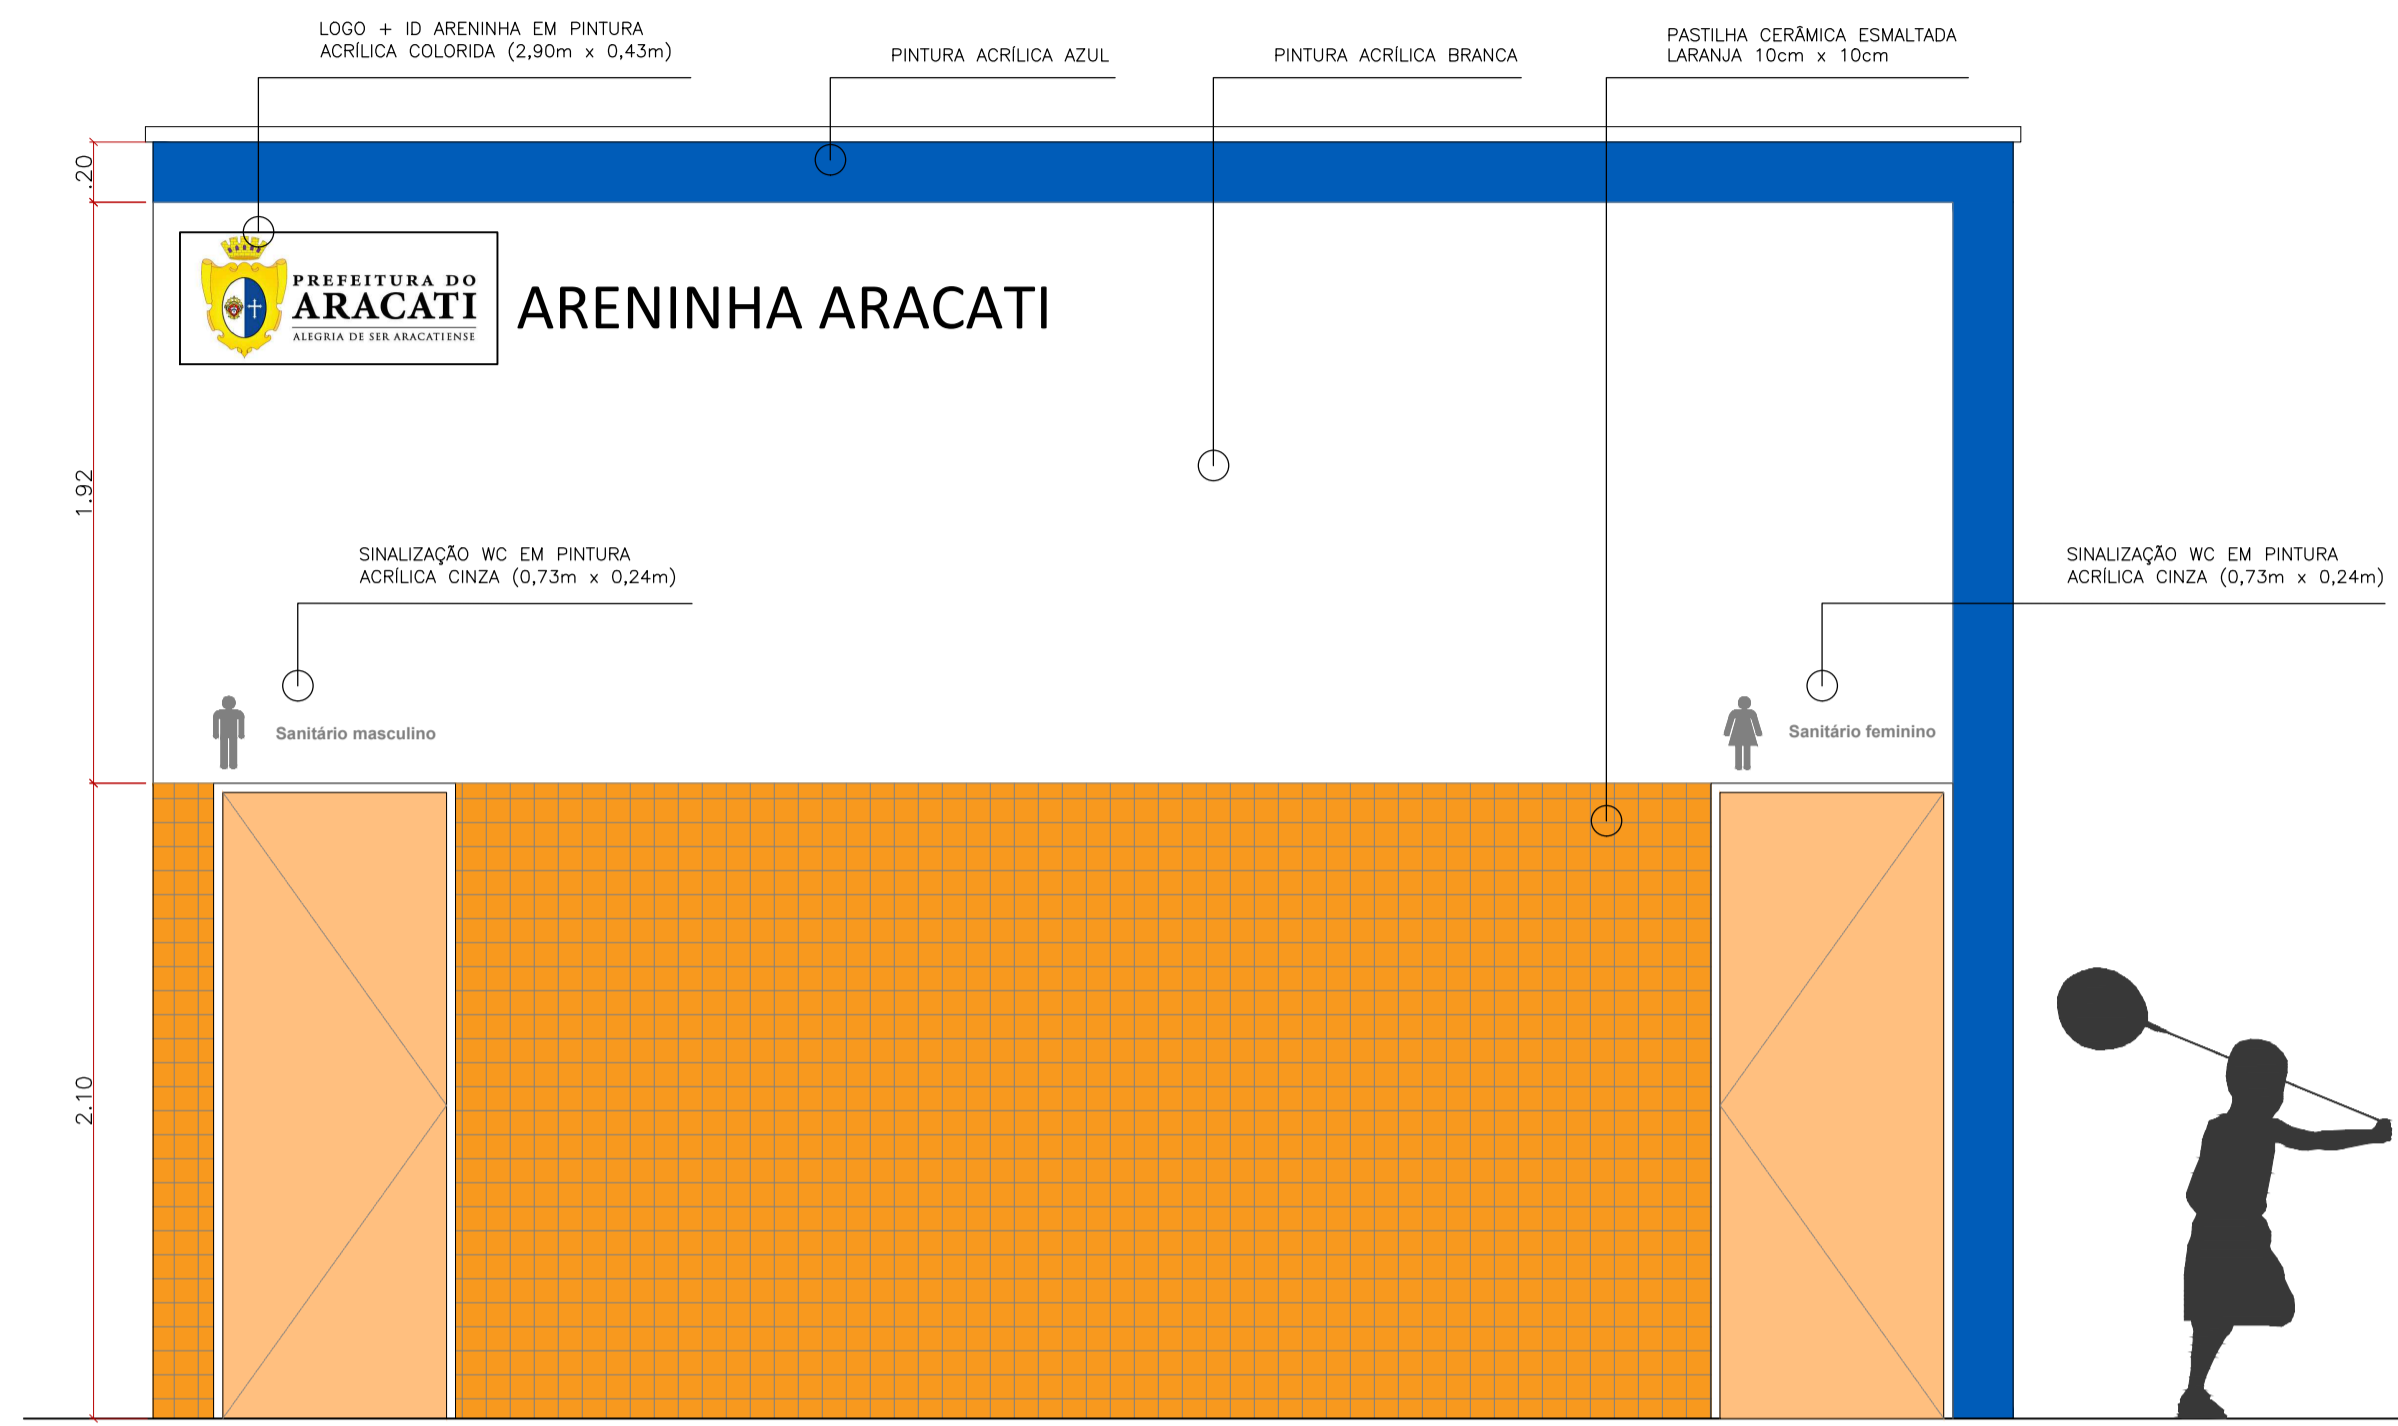 LOGO + ID ARENINHA EM PINTURA
ACRÍLICA COLORIDA (2,90m x 0,43m)
PINTURA ACRÍLICA AZUL
PINTURA ACRÍLICA BRANCA
PASTILHA CERÂMICA ESMALTADA
LARANJA 10cm x 10cm
.20
PREFEITURA DO
ARACATI
ALEGRIA DE SER ARACATIENSE
ARENINHA ARACATI
1.92
SINALIZAÇÃO WC EM PINTURA
ACRÍLICA CINZA (0,73m x 0,24m)
SINALIZAÇÃO WC EM PINTURA
ACRÍLICA CINZA (0,73m x 0,24m)
Sanitário masculino
Sanitário feminino
2.10